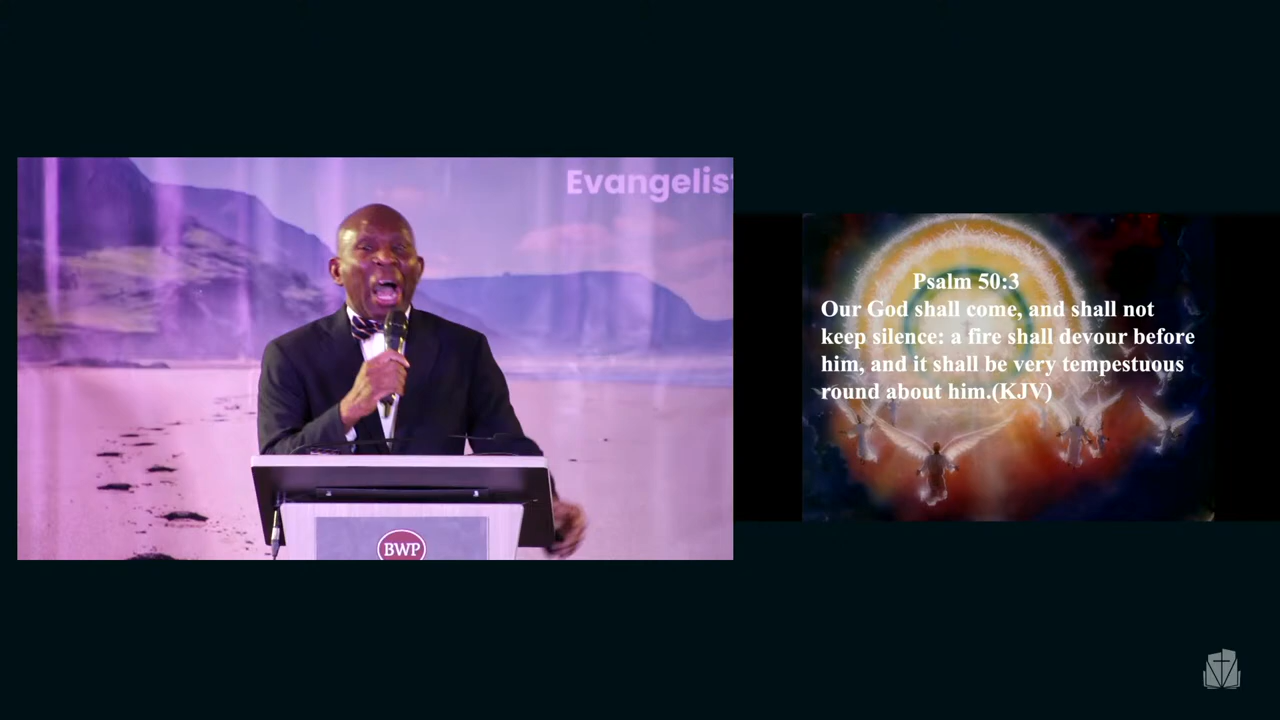 Evangelis
BWP
Psalm 50:3
Our God shall come, and shall not
keep silence: a fire shall devour before
him, and it shall be very tempestuous
round about him.(KJV)